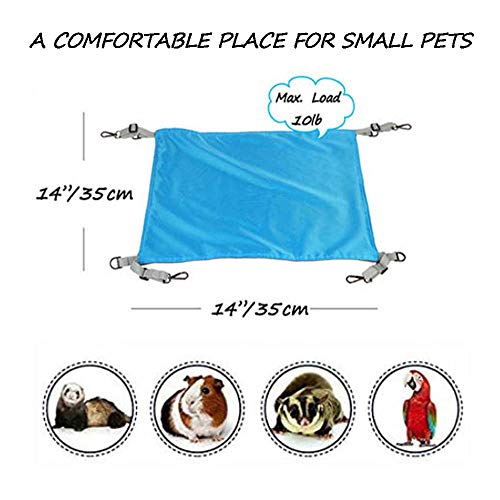 A COMFORTABLE PLACE FOR SMALL PETS
Max. Load
10lb
14"/35cm
14"/35cm